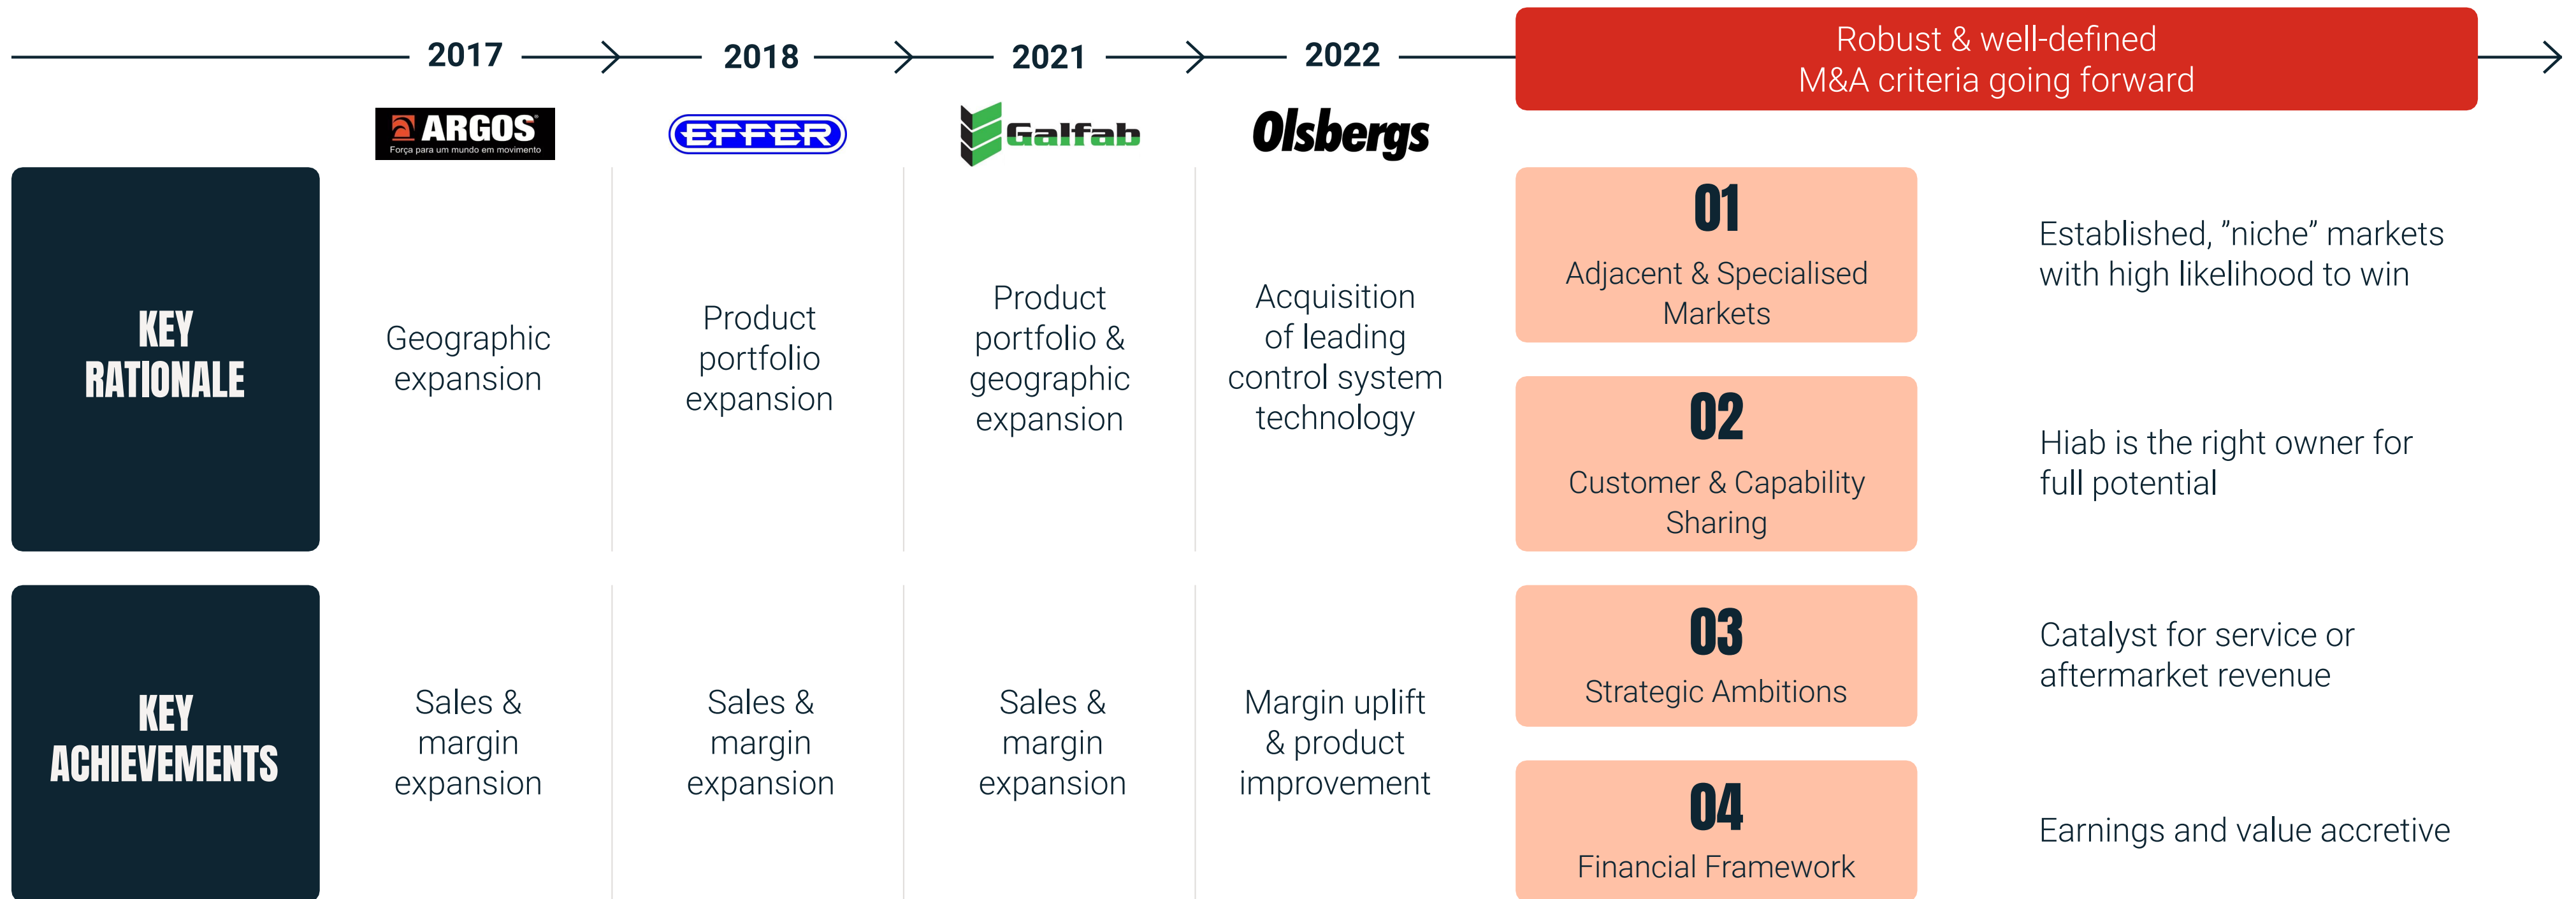 2017
2018
2021
2022
Robust & well-defined
M&A criteria going forward
ARGOS
Força para um mundo em movimento
EFFER
Galfab
Olsbergs
KEY
RATIONALE
Geographic
expansion
Product
portfolio
expansion
Product
portfolio &
geographic
expansion
Acquisition
of leading
control system
technology
KEY
ACHIEVEMENTS
Sales &
margin
expansion
Sales &
margin
expansion
Sales &
margin
expansion
Margin uplift
& product
improvement
01
Adjacent & Specialised
Markets
Established, ”niche” markets
with high likelihood to win
02
Customer & Capability
Sharing
Hiab is the right owner for
full potential
03
Strategic Ambitions
Catalyst for service or
aftermarket revenue
04
Financial Framework
Earnings and value accretive